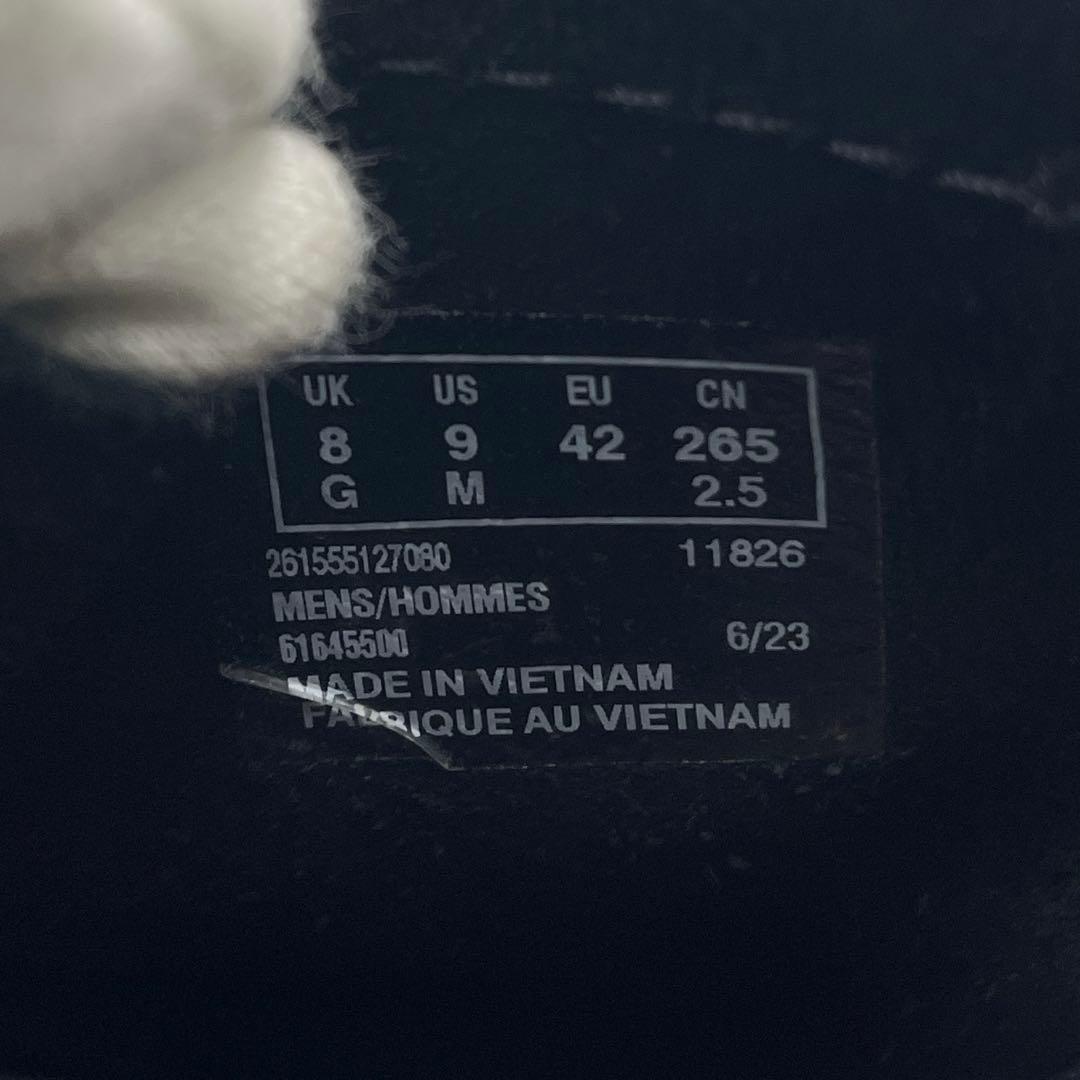 UK US EU CN
8 9 42 265
G M 2.5
261555127080 11826
MENS/HOMMES
61645500 6/23
MADE IN VIETNAM
FABRIQUE AU VIETNAM